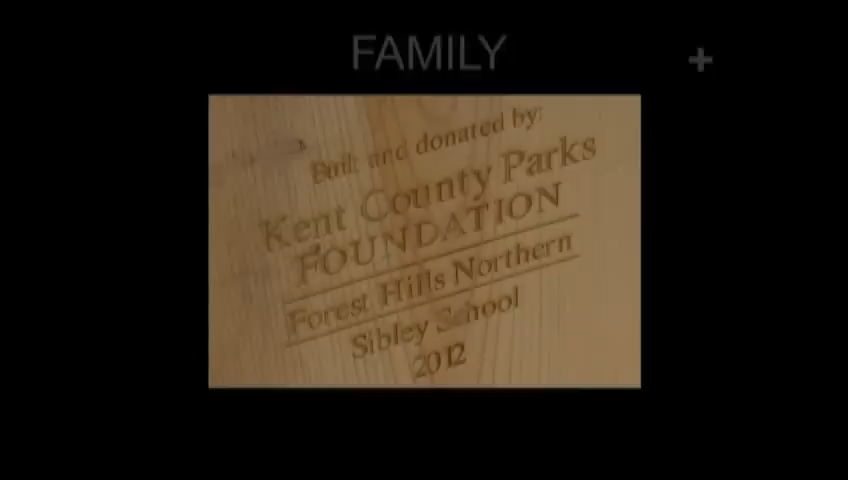 FAMILY
+
Built and donated by:
Kent County Parks
FOUNDATION
Forest Hills Northern
Sibley School
2012